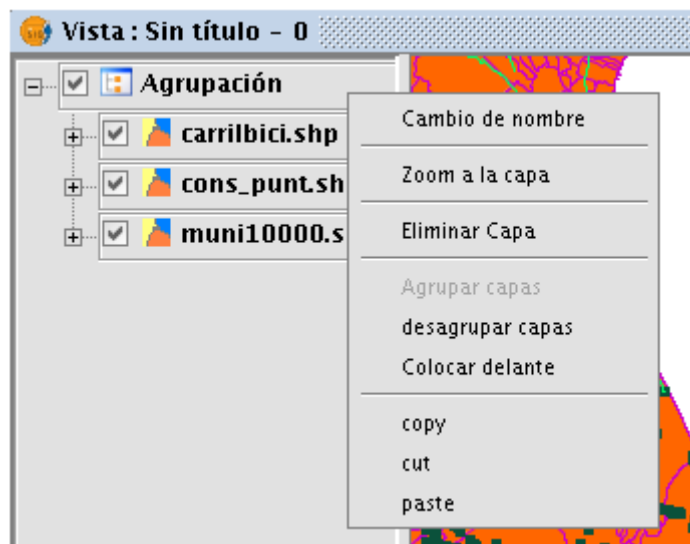 Vista : Sin título - 0
Agrupación
carrilbici.shp
cons_punt.sh
muni10000.s
Cambio de nombre
Zoom a la capa
Eliminar Capa
Agrupar capas
desagrupar capas
Colocar delante
copy
cut
paste